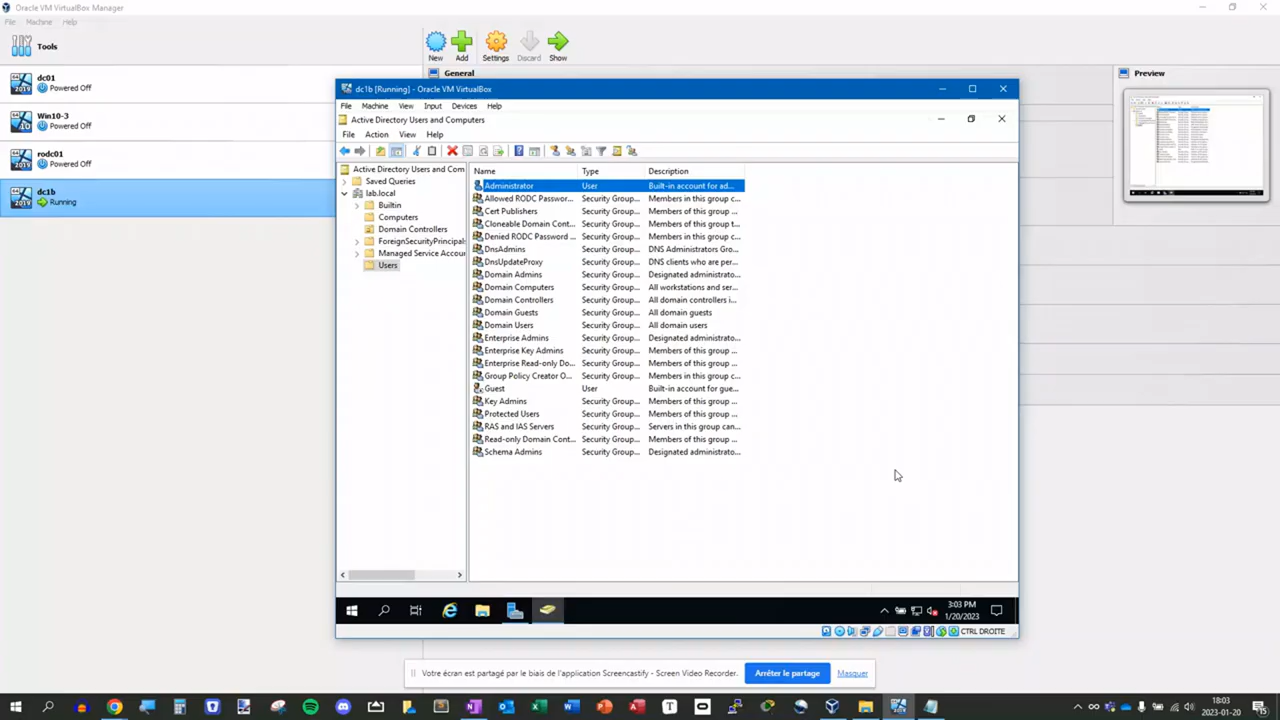 Oracle VM VirtualBox Manager
File Machine Help
Tools
New Add Settings Discard Show
dc01
Powered Off
Win10-3
Powered Off
rodc01
Powered Off
dc1b
Running
General
Preview
dc1b [Running] - Oracle VM VirtualBox
File Machine View Input Devices Help
Active Directory Users and Computers
File Action View Help
Active Directory Users and Com
Saved Queries
lab.local
Builtin
Computers
Domain Controllers
ForeignSecurityPrincipal
Managed Service Accou
Users
Name Type Description
Administrator User Built-in account for ad...
Allowed RODC Passwor... Security Group... Members in this group c...
Cert Publishers Security Group... Members of this group ...
Cloneable Domain Cont... Security Group... Members of this group t...
Denied RODC Password ... Security Group... Members in this group c...
DnsAdmins Security Group... DNS Administrators Gro...
DnsUpdateProxy Security Group... DNS clients who are per...
Domain Admins Security Group... Designated administrato...
Domain Computers Security Group... All workstations and ser...
Domain Controllers Security Group... All domain controllers i...
Domain Guests Security Group... All domain guests
Domain Users Security Group... All domain users
Enterprise Admins Security Group... Designated administrato...
Enterprise Key Admins Security Group... Members of this group ...
Enterprise Read-only Do... Security Group... Members of this group ...
Group Policy Creator O... Security Group... Members in this group c...
Guest User Built-in account for gue...
Key Admins Security Group... Members of this group ...
Protected Users Security Group... Members of this group ...
RAS and IAS Servers Security Group... Servers in this group can...
Read-only Domain Cont... Security Group... Members of this group ...
Schema Admins Security Group... Designated administrato...
3:03 PM
1/20/2023
CTRL DROITE
Votre écran est partagé par le biais de l'application Screencastify - Screen Video Recorder.
Arrêter le partage
Masquer
18:03
2023-01-20